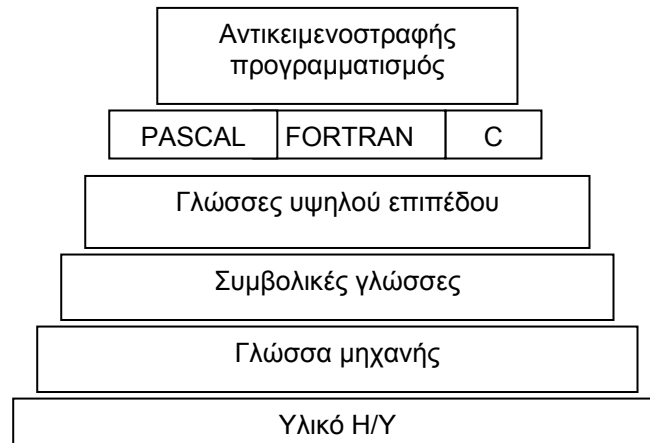 Αντικειμενοστραφής
προγραμματισμός
PASCAL FORTRAN C
Γλώσσες υψηλού επιπέδου
Συμβολικές γλώσσες
Γλώσσα μηχανής
Υλικό Η/Υ